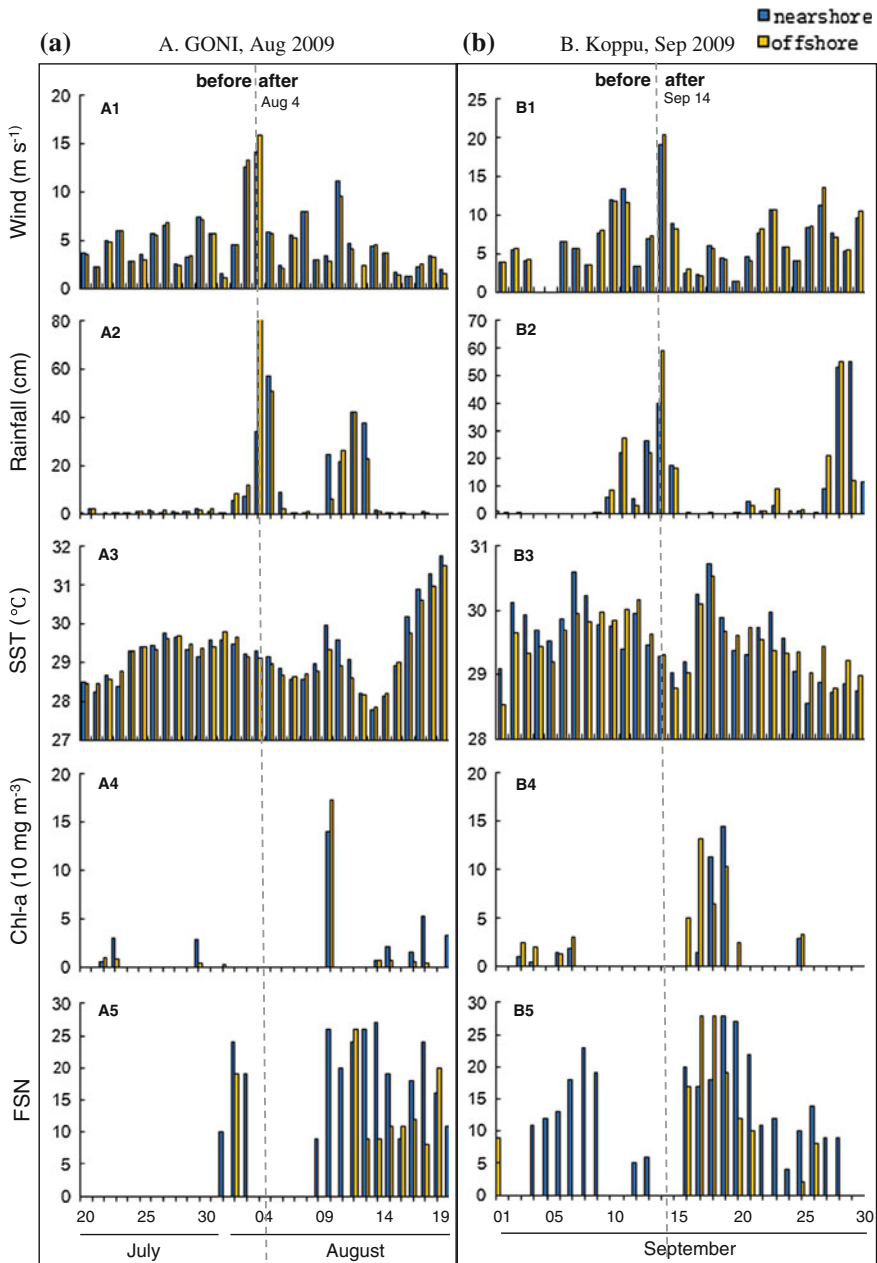 nearshore
offshore
(a) A. GONI, Aug 2009
(b) B. Koppu, Sep 2009
before after
Aug 4
before after
Sep 14
A1
Wind (m s⁻¹)
20
15
10
5
0
B1
25
20
15
10
5
0
A2
Rainfall (cm)
80
60
40
20
0
B2
70
60
50
40
30
20
10
0
A3
SST (°C)
32
31
30
29
28
27
B3
31
30
29
28
A4
Chl-a (10 mg m⁻³)
20
15
10
5
0
B4
20
15
10
5
0
A5
FSN
30
25
20
15
10
5
0
B5
30
25
20
15
10
5
0
20 25 30 04 09 14 19
July August
01 05 10 15 20 25 30
September